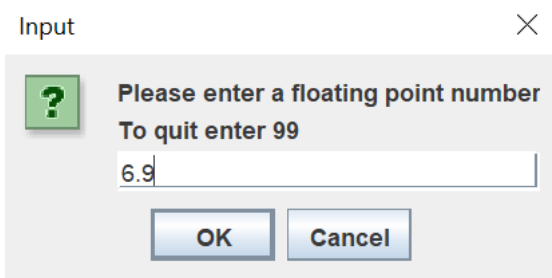 Input
Please enter a floating point number
To quit enter 99
6.9
OK Cancel